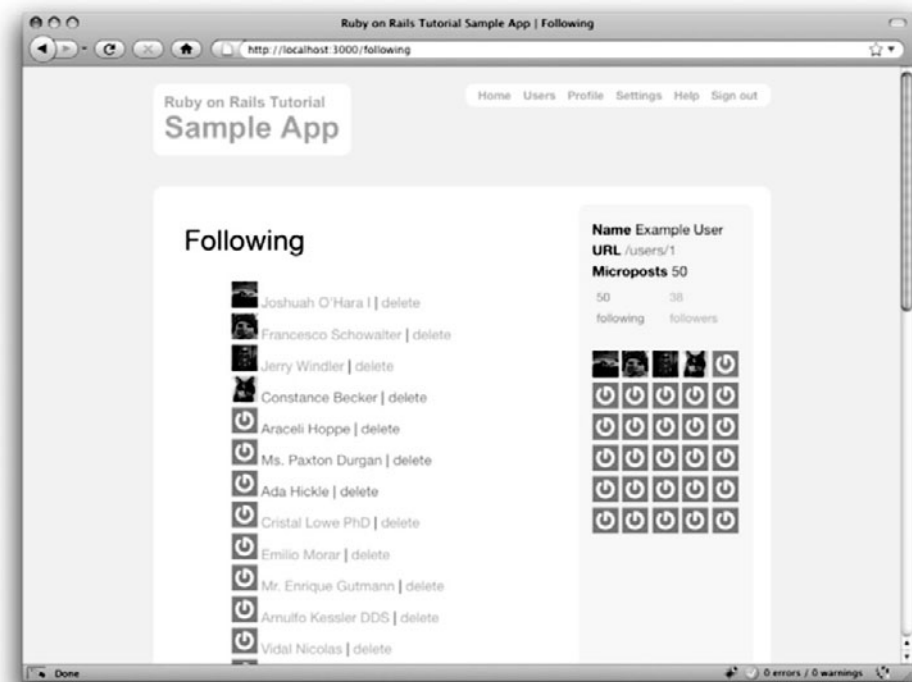 Ruby on Rails Tutorial Sample App | Following
http://localhost:3000/following
Ruby on Rails Tutorial
Sample App
Home Users Profile Settings Help Sign out
Following
Joshuah O'Hara I | delete
Francesco Schowalter | delete
Jerry Windler | delete
Constance Becker | delete
Araceli Hoppe | delete
Ms. Paxton Durgan | delete
Ada Hickle | delete
Cristal Lowe PhD | delete
Emilio Morar | delete
Mr. Enrique Gutmann | delete
Arnulfo Kessler DDS | delete
Vidal Nicolas | delete
Name Example User
URL /users/1
Microposts 50
50 38
following followers
Done
0 errors / 0 warnings